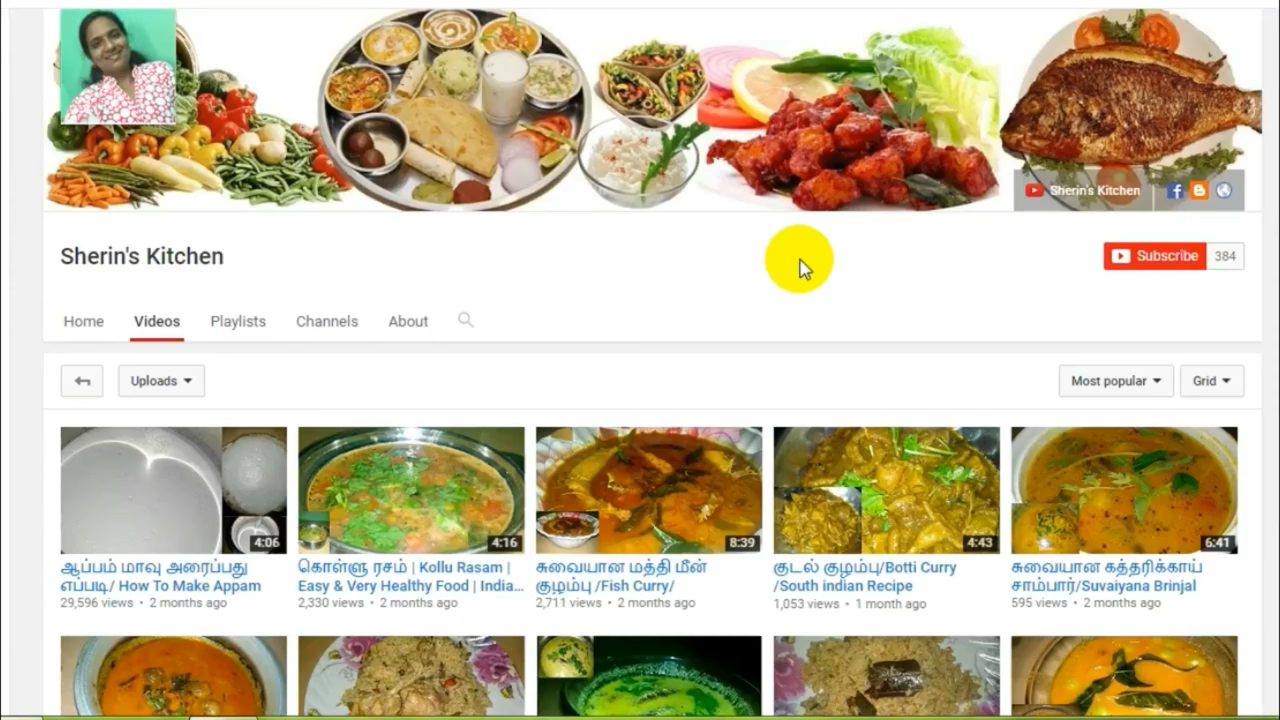 Sherin's Kitchen
Sherin's Kitchen
Subscribe 384
Home Videos Playlists Channels About
Uploads Most popular Grid
4:06 4:16 8:39 4:43 6:41
ஆப்பம் மாவு அரைப்பது
எப்படி/ How To Make Appam
29,596 views • 2 months ago
கொள்ளு ரசம் | Kollu Rasam |
Easy & Very Healthy Food | India...
2,330 views • 2 months ago
சுவையான மத்தி மீன்
குழம்பு /Fish Curry/
2,711 views • 2 months ago
குடல் குழம்பு/Botti Curry
/South indian Recipe
1,053 views • 1 month ago
சுவையான கத்தரிக்காய்
சாம்பார்/Suvaiyana Brinjal
595 views • 2 months ago